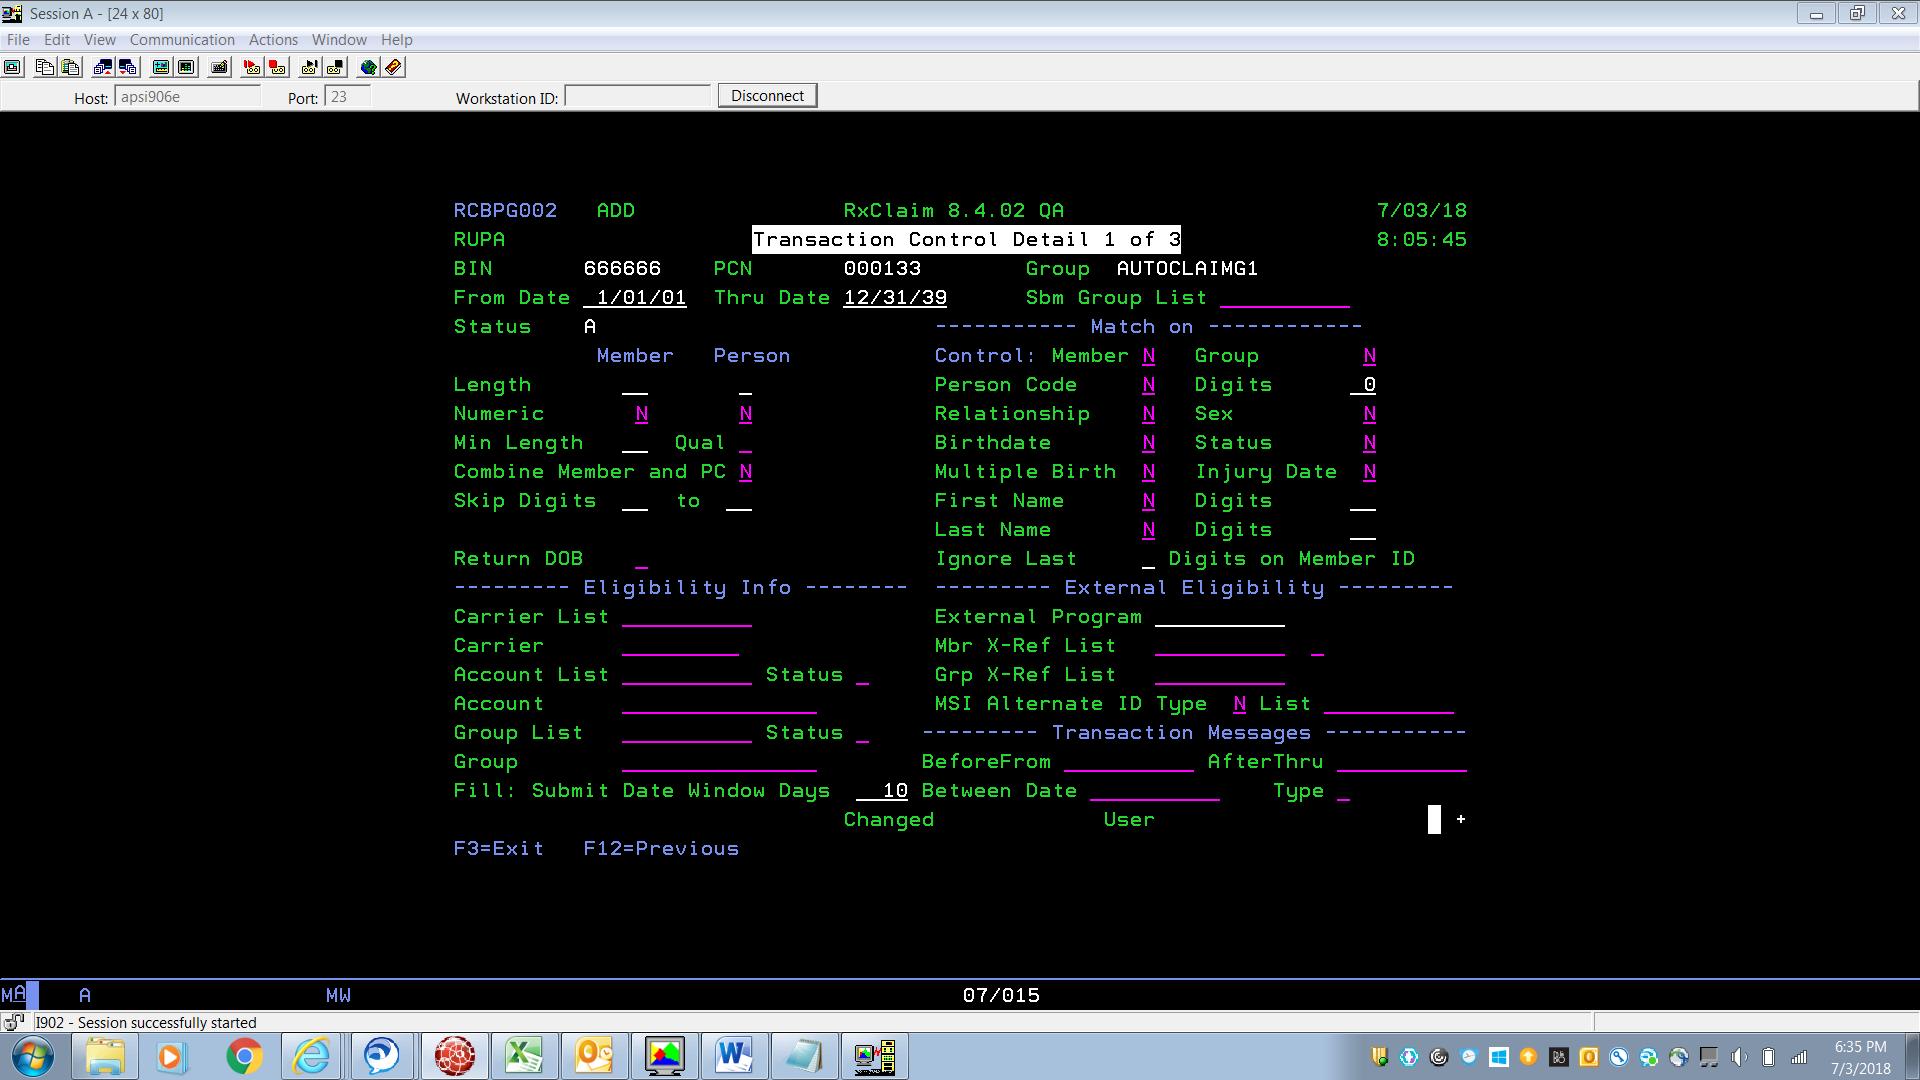 Session A - [24 x 80]
File Edit View Communication Actions Window Help
Host: apsi906e Port: 23 Workstation ID: Disconnect
RCBPG002 ADD RxClaim 8.4.02 QA 7/03/18
RUPA Transaction Control Detail 1 of 3 8:05:45
BIN 666666 PCN 000133 Group AUTOCLAIMG1
From Date 1/01/01 Thru Date 12/31/39 Sbm Group List
Status A ----------- Match on ------------
Member Person Control: Member N Group N
Length Person Code N Digits 0
Numeric N N Relationship N Sex N
Min Length Qual Birthdate N Status N
Combine Member and PC N Multiple Birth N Injury Date N
Skip Digits to First Name N Digits
Last Name N Digits
Return DOB Ignore Last Digits on Member ID
--------- Eligibility Info -------- --------- External Eligibility ---------
Carrier List External Program
Carrier Mbr X-Ref List
Account List Status Grp X-Ref List
Account MSI Alternate ID Type N List
Group List Status --------- Transaction Messages -----------
Group BeforeFrom AfterThru
Fill: Submit Date Window Days 10 Between Date Type
Changed User +
F3=Exit F12=Previous
MA A MW 07/015
I902 - Session successfully started
6:35 PM
7/3/2018